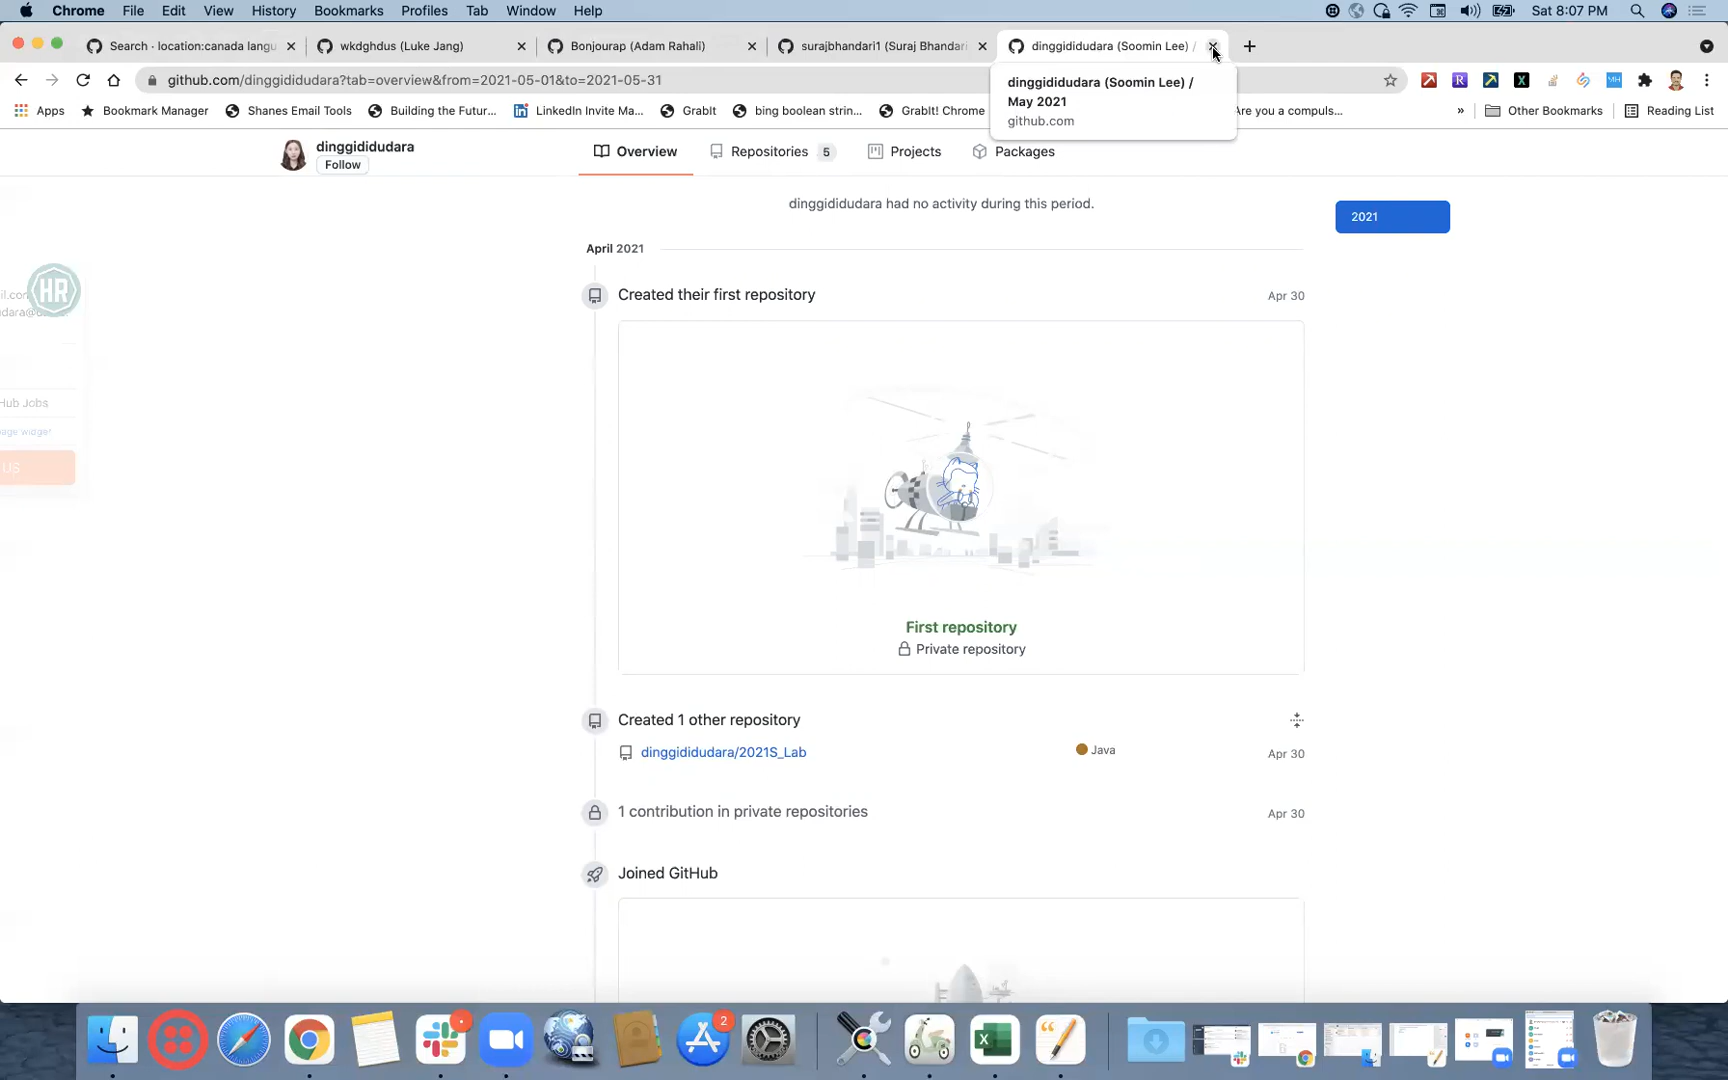 Chrome File Edit View History Bookmarks Profiles Tab Window Help Sat 8:07 PM
Search · location:canada langu wkdghdus (Luke Jang) Bonjourap (Adam Rahali) surajbhandari1 (Suraj Bhandari dinggididudara (Soomin Lee) /
github.com/dinggididudara?tab=overview&from=2021-05-01&to=2021-05-31
dinggididudara (Soomin Lee) /
May 2021
github.com
Apps Bookmark Manager Shanes Email Tools Building the Futur... LinkedIn Invite Ma... GrabIt bing boolean strin... GrabIt! Chrome Are you a compuls... » Other Bookmarks Reading List
dinggididudara
Follow
Overview Repositories 5 Projects Packages
dinggididudara had no activity during this period.
2021
April 2021
HR
il.com
udara@
Hub Jobs
US
Created their first repository Apr 30
First repository
Private repository
Created 1 other repository
dinggididudara/2021S_Lab Java Apr 30
1 contribution in private repositories Apr 30
Joined GitHub
2